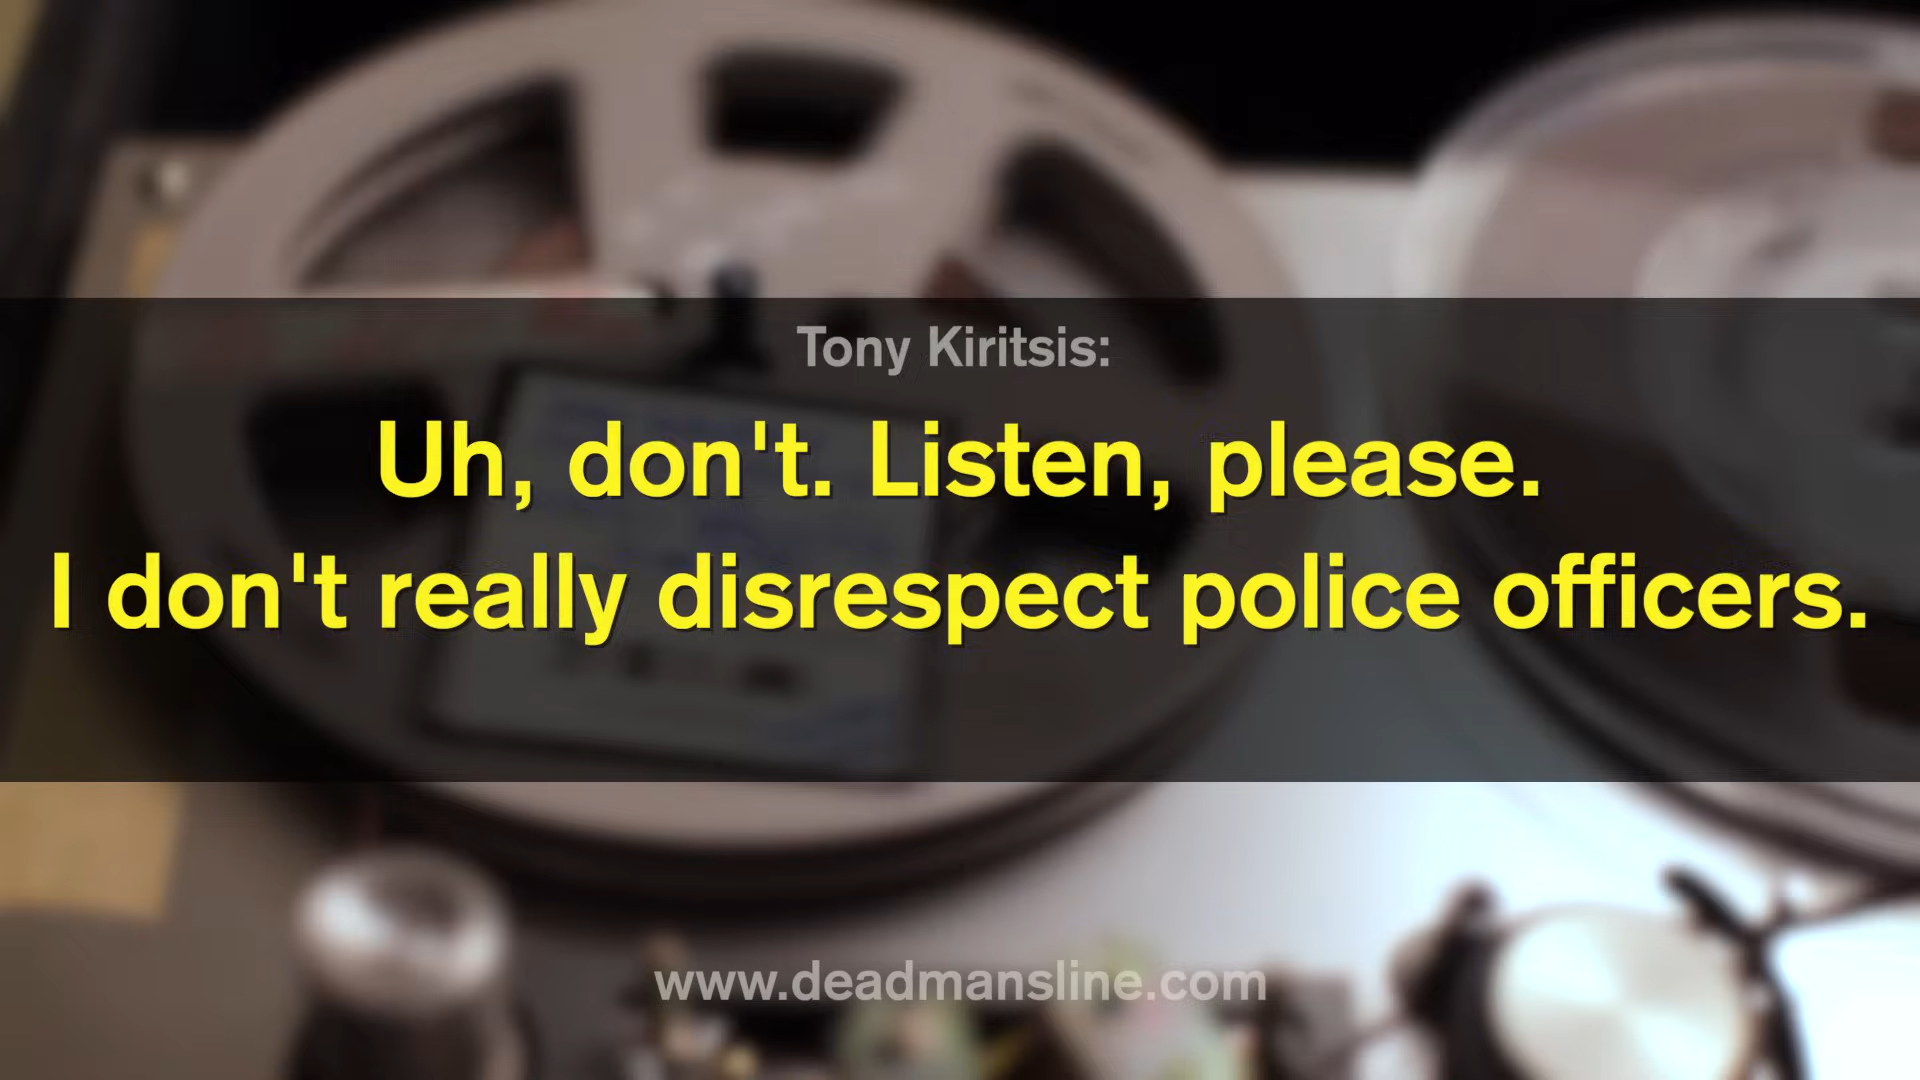 Tony Kiritsis:
Uh, don't. Listen, please.
I don't really disrespect police officers.
www.deadmansline.com